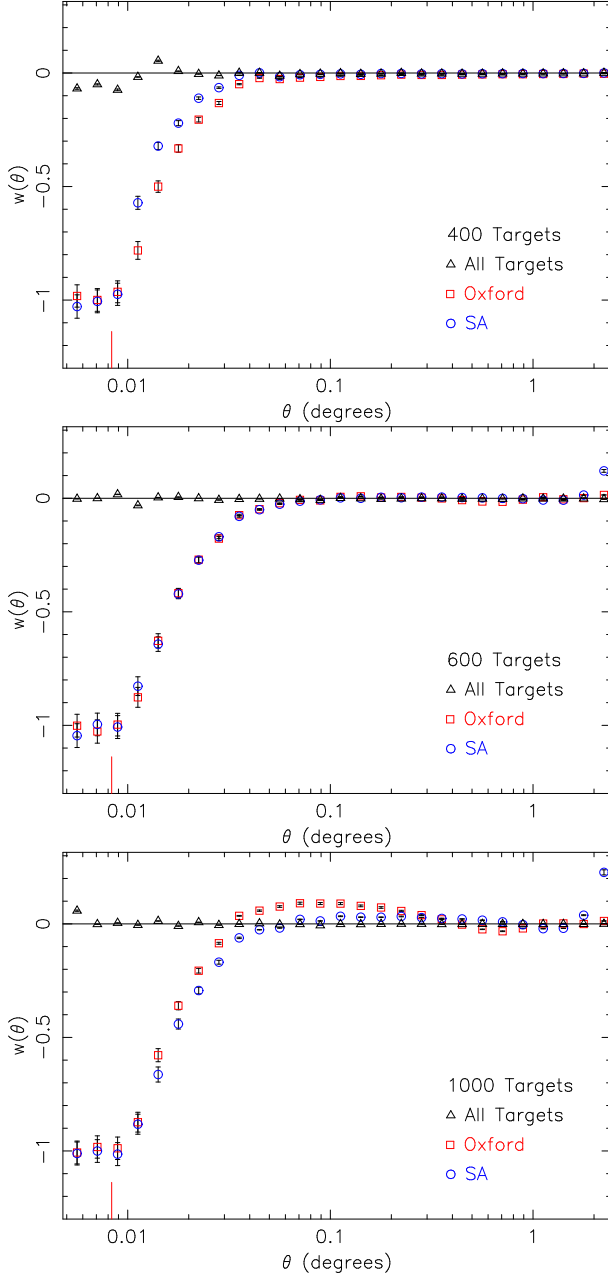 0
−0.5
−1
w(θ)
400 Targets
All Targets
Oxford
SA
0.01
0.1
1
θ (degrees)
0
−0.5
−1
w(θ)
600 Targets
All Targets
Oxford
SA
0.01
0.1
1
θ (degrees)
0
−0.5
−1
w(θ)
1000 Targets
All Targets
Oxford
SA
0.01
0.1
1
θ (degrees)